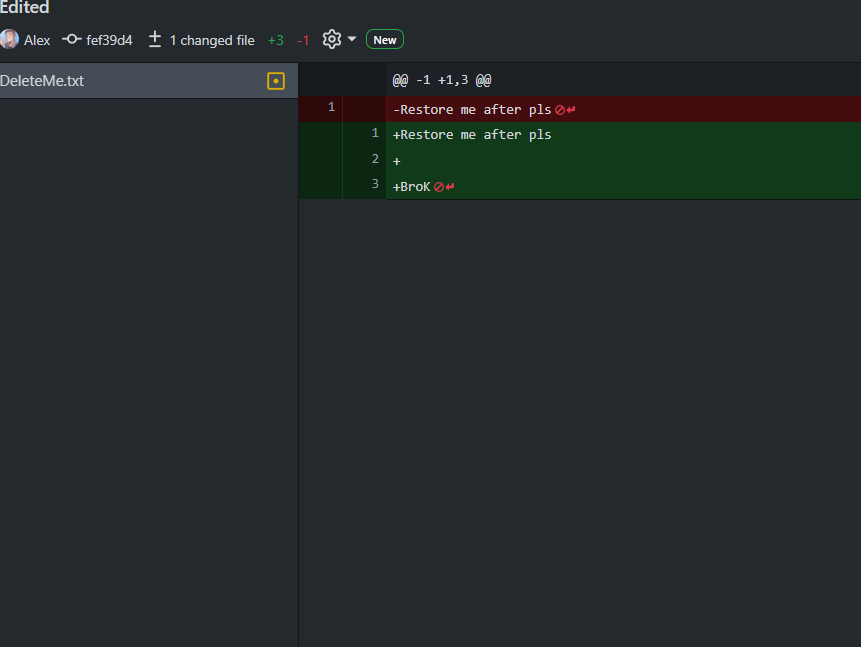 Edited
Alex fef39d4 1 changed file +3 -1 New
DeleteMe.txt
@@ -1 +1,3 @@
1 -Restore me after pls
1 +Restore me after pls
2 +
3 +BroK